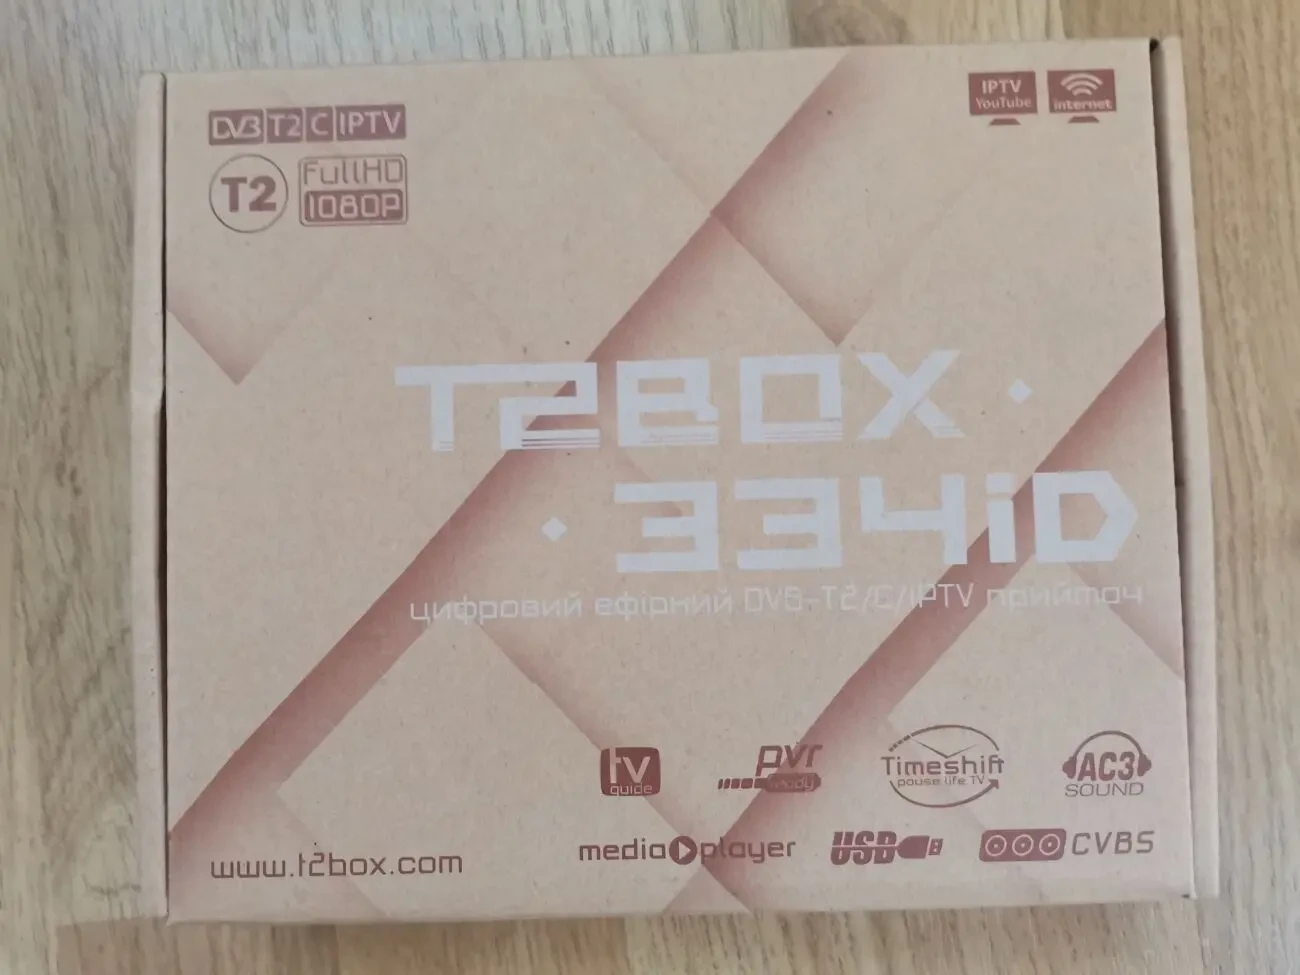 DVB T2 C IPTV
IPTV YouTube
internet
T2
FullHD
1080P
T2BOX
334iD
цифровий ефірний DVB-T2/C/IPTV приймач
tv guide
pvr ready
Timeshift
pause life TV
AC3
SOUND
www.t2box.com
media player
USB
CVBS